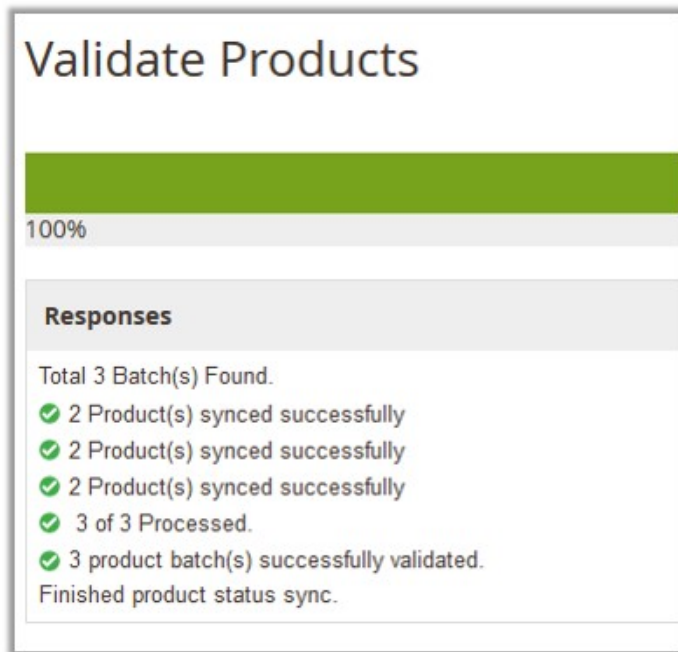 Validate Products
100%
Responses
Total 3 Batch(s) Found.
2 Product(s) synced successfully
2 Product(s) synced successfully
2 Product(s) synced successfully
3 of 3 Processed.
3 product batch(s) successfully validated.
Finished product status sync.